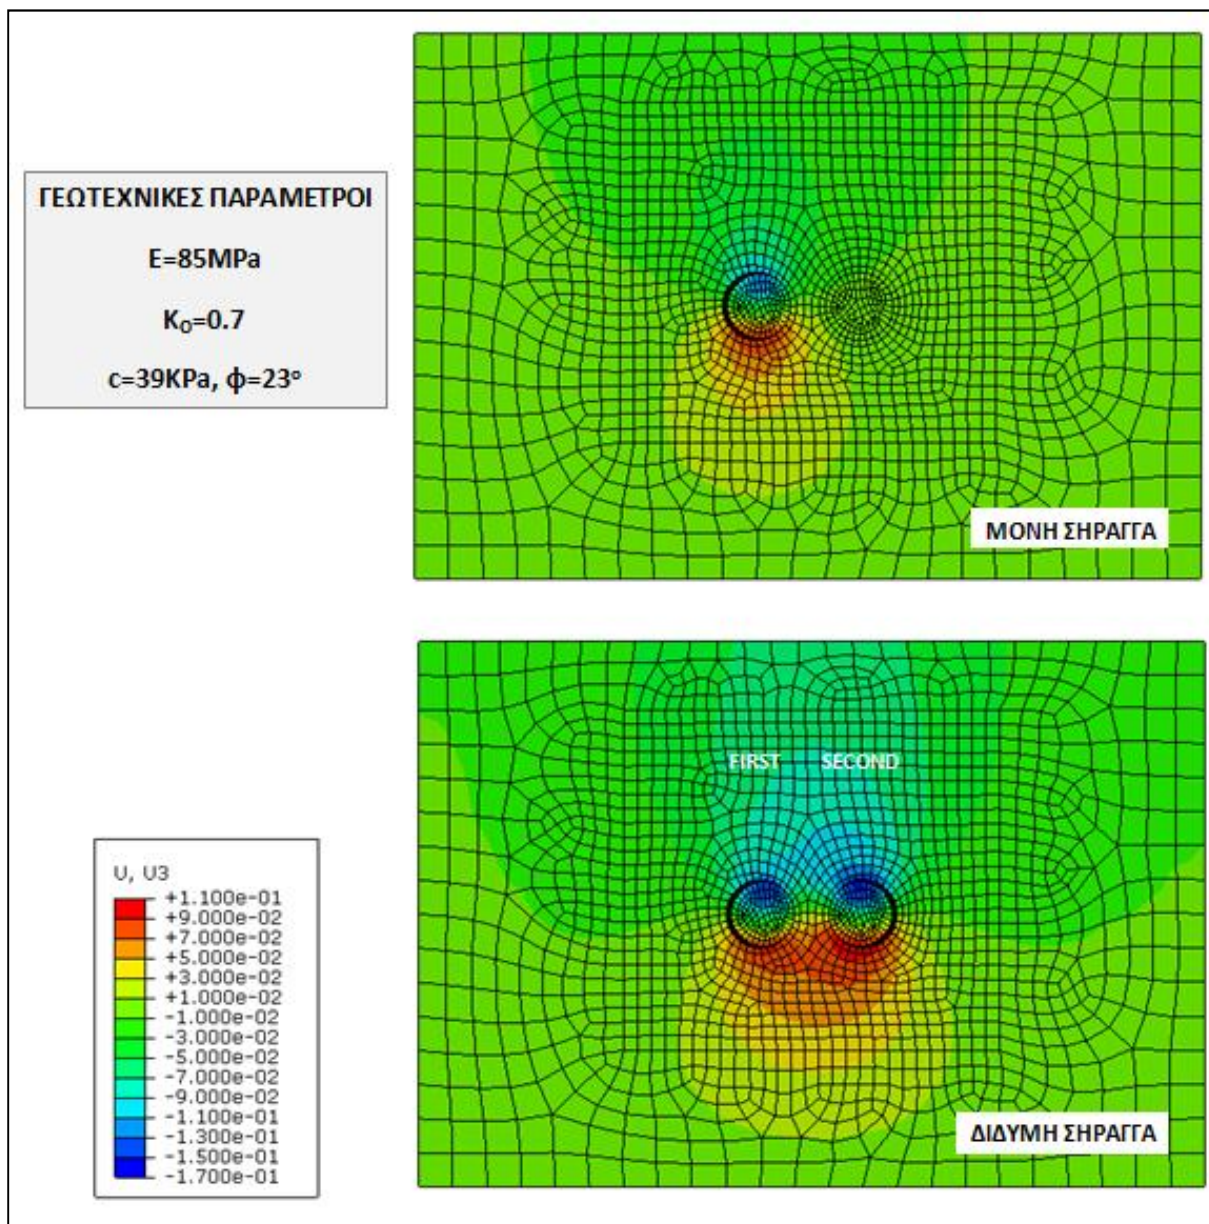 ΓΕΩΤΕΧΝΙΚΕΣ ΠΑΡΑΜΕΤΡΟΙ
E=85MPa
Κₒ=0.7
c=39KPa, ϕ=23ᵒ
ΜΟΝΗ ΣΗΡΑΓΓΑ
FIRST SECOND
U, U3
+1.100e-01
+9.000e-02
+7.000e-02
+5.000e-02
+3.000e-02
+1.000e-02
-1.000e-02
-3.000e-02
-5.000e-02
-7.000e-02
-9.000e-02
-1.100e-01
-1.300e-01
-1.500e-01
-1.700e-01
ΔΙΔΥΜΗ ΣΗΡΑΓΓΑ